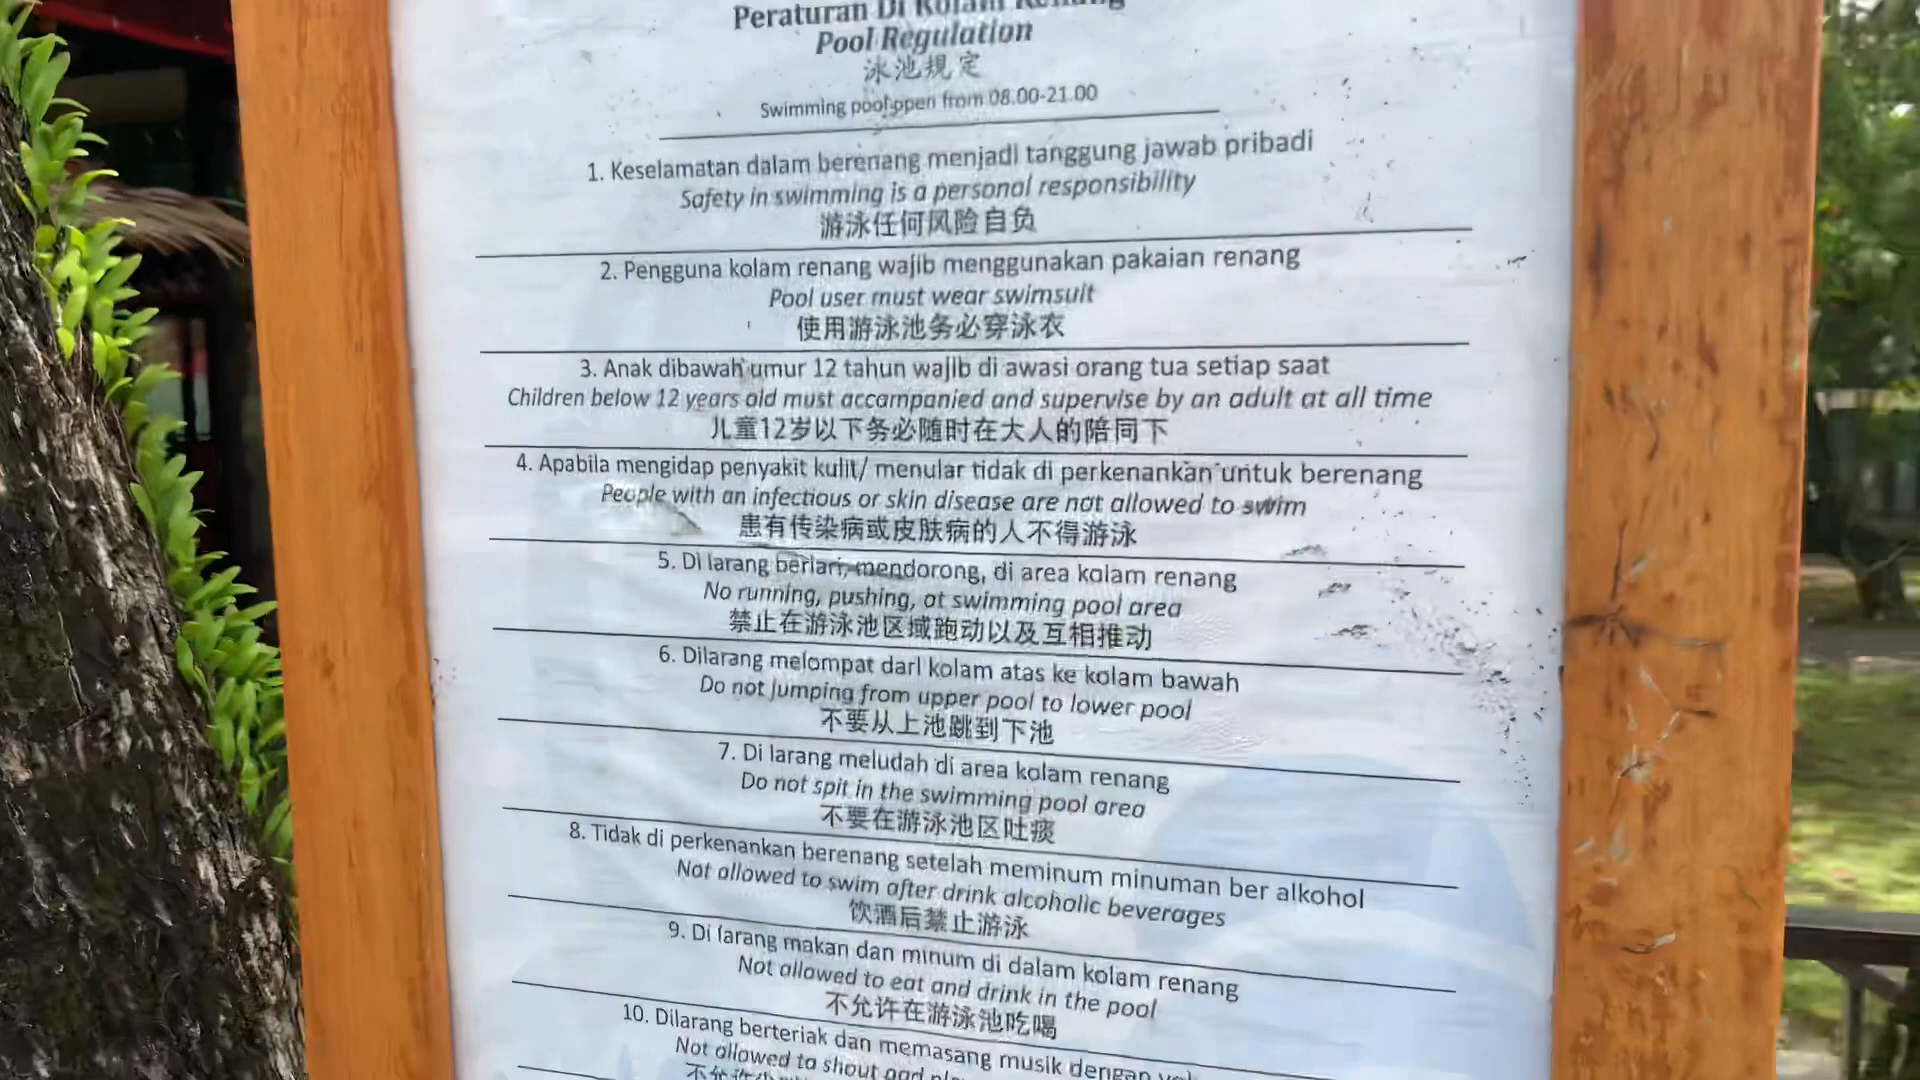 Peraturan Di Kolam Renang
Pool Regulation
泳池規定
Swimming pool open from 08.00-21.00
1. Keselamatan dalam berenang menjadi tanggung jawab pribadi
Safety in swimming is a personal responsibility
游泳任何风险自负
2. Pengguna kolam renang wajib menggunakan pakaian renang
Pool user must wear swimsuit
使用游泳池务必穿泳衣
3. Anak dibawah umur 12 tahun wajib di awasi orang tua setiap saat
Children below 12 years old must accompanied and supervise by an adult at all time
儿童12岁以下务必随时在大人的陪同下
4. Apabila mengidap penyakit kulit/ menular tidak di perkenankan untuk berenang
People with an infectious or skin disease are not allowed to swim
患有传染病或皮肤病的人不得游泳
5. Di larang berlari, mendorong, di area kolam renang
No running, pushing, at swimming pool area
禁止在游泳池区域跑动以及互相推动
6. Dilarang melompat dari kolam atas ke kolam bawah
Do not jumping from upper pool to lower pool
不要从上池跳到下池
7. Di larang meludah di area kolam renang
Do not spit in the swimming pool area
不要在游泳池区吐痰
8. Tidak di perkenankan berenang setelah meminum minuman ber alkohol
Not allowed to swim after drink alcoholic beverages
饮酒后禁止游泳
9. Di larang makan dan minum di dalam kolam renang
Not allowed to eat and drink in the pool
不允许在游泳池吃喝
10. Dilarang berteriak dan memasang musik dengan
Not allowed to shout and
不允许